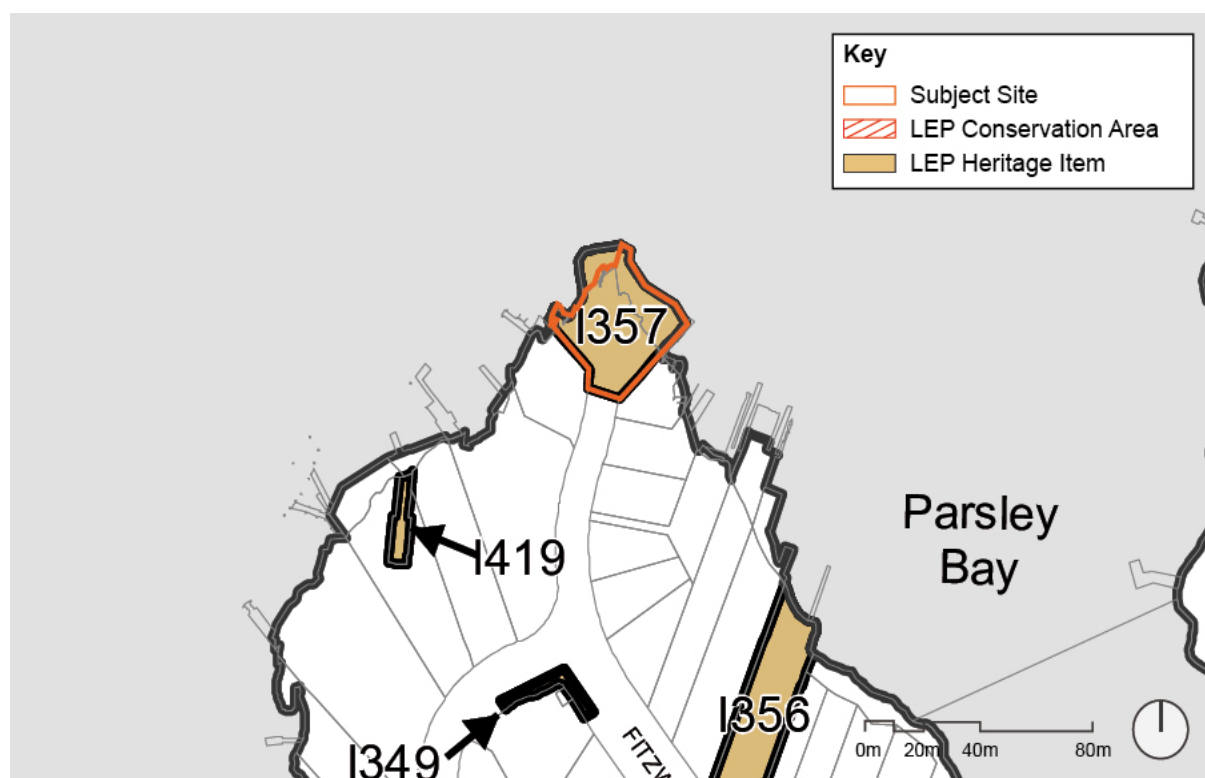 Key
Subject Site
LEP Conservation Area
LEP Heritage Item
I357
Parsley
Bay
I419
I356
I349
FITZW
0m 20m 40m 80m